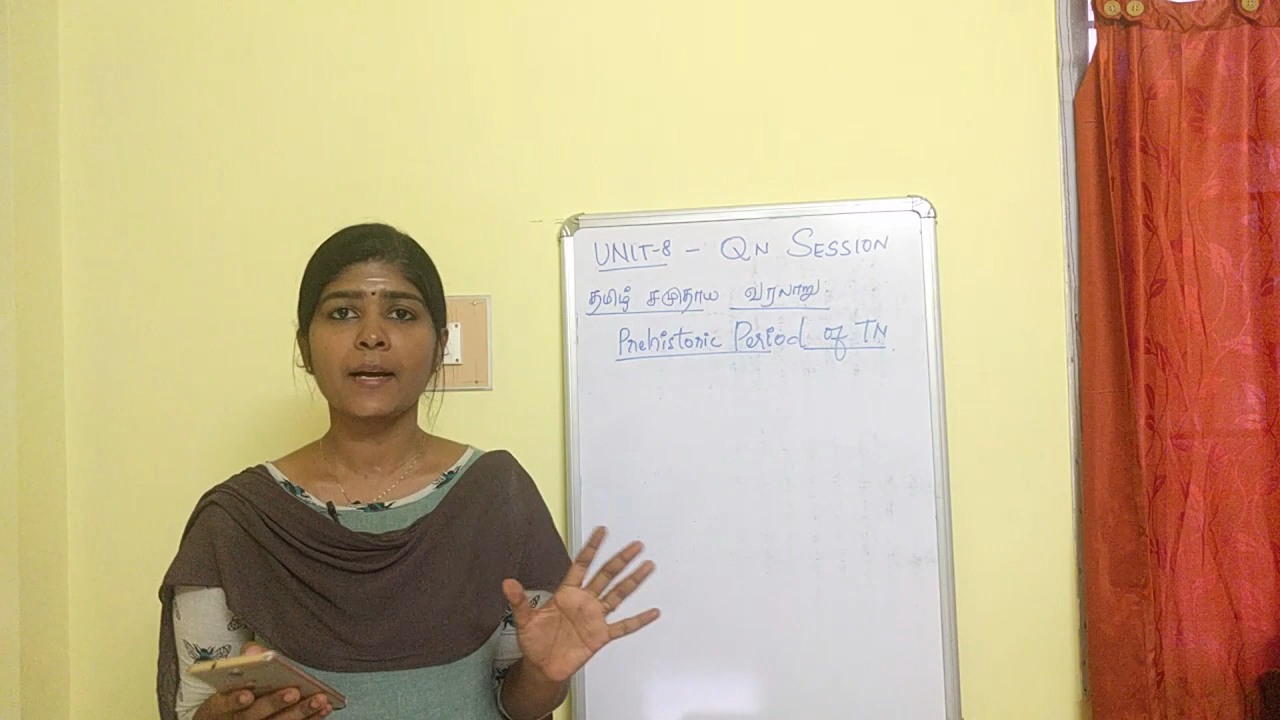 UNIT-8 - QN SESSION
தமிழ் சமுதாய வரலாறு
Prehistoric Period of TN